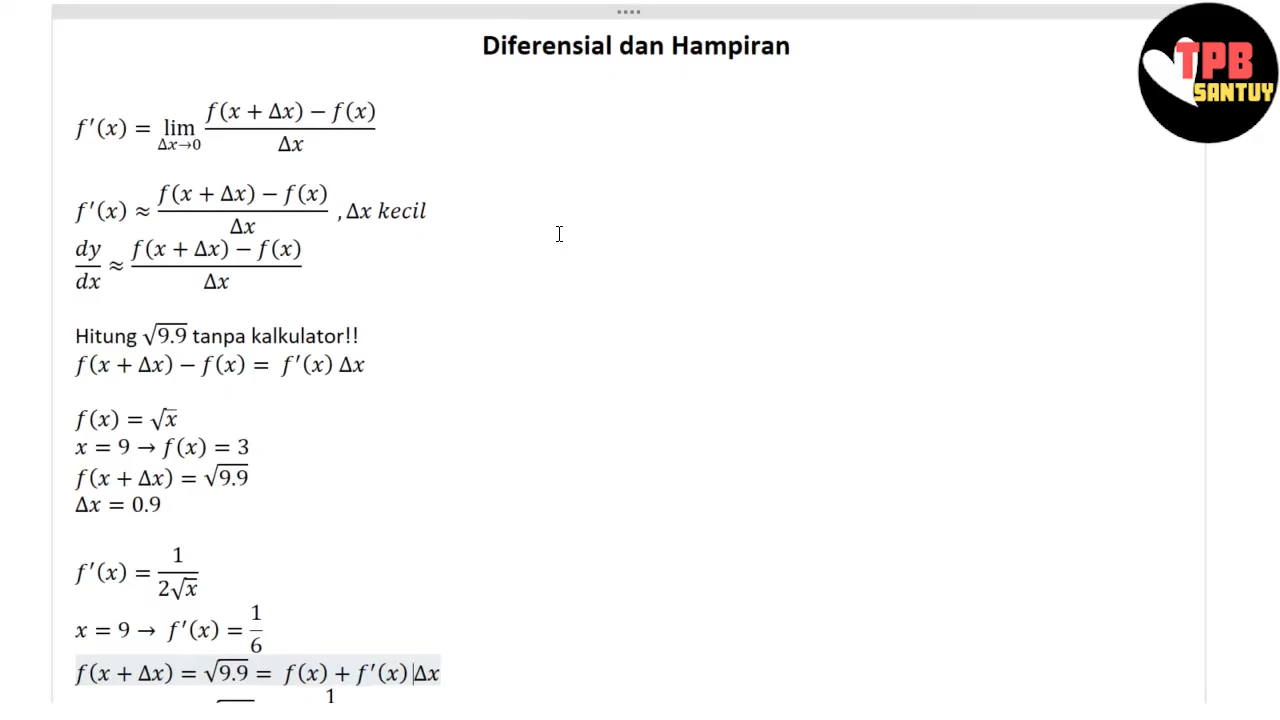 Diferensial dan Hampiran
TPB
SANTUY
f′(x) = lim Δx→0 (f(x + Δx) − f(x)) / Δx
f′(x) ≈ (f(x + Δx) − f(x)) / Δx , Δx kecil
dy/dx ≈ (f(x + Δx) − f(x)) / Δx
Hitung √9.9 tanpa kalkulator!!
f(x + Δx) − f(x) = f′(x) Δx
f(x) = √x
x = 9 → f(x) = 3
f(x + Δx) = √9.9
Δx = 0.9
f′(x) = 1 / (2√x)
x = 9 → f′(x) = 1/6
f(x + Δx) = √9.9 = f(x) + f′(x) Δx
1